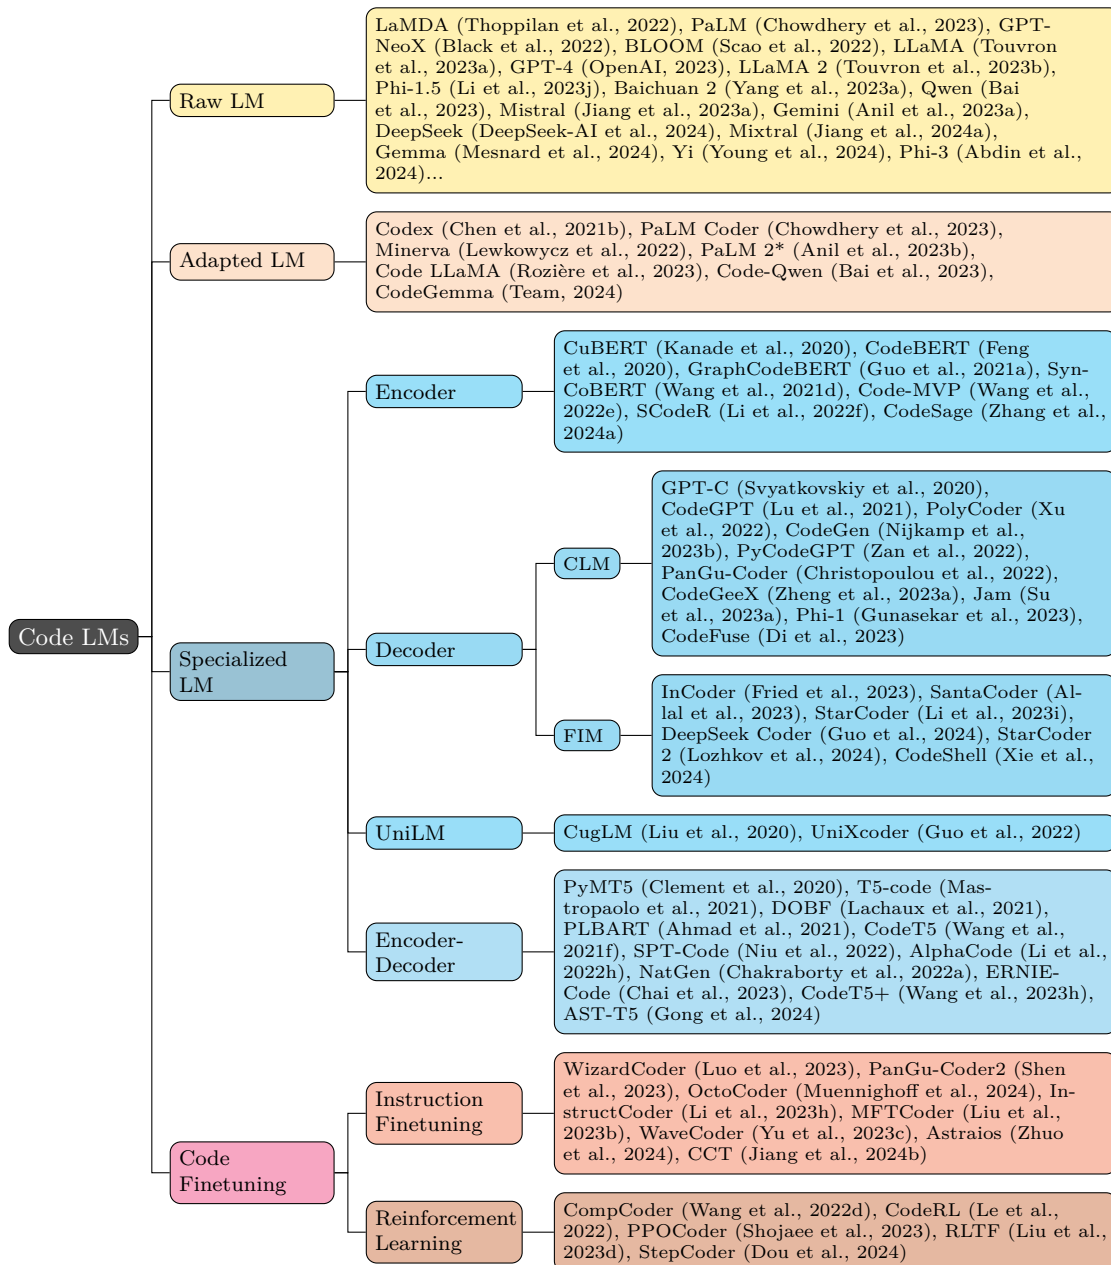 LaMDA (Thoppilan et al., 2022), PaLM (Chowdhery et al., 2023), GPT-
NeoX (Black et al., 2022), BLOOM (Scao et al., 2022), LLaMA (Touvron
et al., 2023a), GPT-4 (OpenAI, 2023), LLaMA 2 (Touvron et al., 2023b),
Phi-1.5 (Li et al., 2023j), Baichuan 2 (Yang et al., 2023a), Qwen (Bai
et al., 2023), Mistral (Jiang et al., 2023a), Gemini (Anil et al., 2023a),
DeepSeek (DeepSeek-AI et al., 2024), Mixtral (Jiang et al., 2024a),
Gemma (Mesnard et al., 2024), Yi (Young et al., 2024), Phi-3 (Abdin et al.,
2024)...
Raw LM
Codex (Chen et al., 2021b), PaLM Coder (Chowdhery et al., 2023),
Minerva (Lewkowycz et al., 2022), PaLM 2* (Anil et al., 2023b),
Code LLaMA (Rozière et al., 2023), Code-Qwen (Bai et al., 2023),
CodeGemma (Team, 2024)
Adapted LM
CuBERT (Kanade et al., 2020), CodeBERT (Feng
et al., 2020), GraphCodeBERT (Guo et al., 2021a), Syn-
CoBERT (Wang et al., 2021d), Code-MVP (Wang et al.,
2022e), SCodeR (Li et al., 2022f), CodeSage (Zhang et al.,
2024a)
Encoder
GPT-C (Svyatkovskiy et al., 2020),
CodeGPT (Lu et al., 2021), PolyCoder (Xu
et al., 2022), CodeGen (Nijkamp et al.,
2023b), PyCodeGPT (Zan et al., 2022),
PanGu-Coder (Christopoulou et al., 2022),
CodeGeeX (Zheng et al., 2023a), Jam (Su
et al., 2023a), Phi-1 (Gunasekar et al., 2023),
CodeFuse (Di et al., 2023)
CLM
Code LMs
Specialized
LM
Decoder
InCoder (Fried et al., 2023), SantaCoder (Al-
lal et al., 2023), StarCoder (Li et al., 2023i),
DeepSeek Coder (Guo et al., 2024), StarCoder
2 (Lozhkov et al., 2024), CodeShell (Xie et al.,
2024)
FIM
UniLM
CugLM (Liu et al., 2020), UniXcoder (Guo et al., 2022)
PyMT5 (Clement et al., 2020), T5-code (Mas-
tropaolo et al., 2021), DOBF (Lachaux et al., 2021),
PLBART (Ahmad et al., 2021), CodeT5 (Wang et al.,
2021f), SPT-Code (Niu et al., 2022), AlphaCode (Li et al.,
2022h), NatGen (Chakraborty et al., 2022a), ERNIE-
Code (Chai et al., 2023), CodeT5+ (Wang et al., 2023h),
AST-T5 (Gong et al., 2024)
Encoder-
Decoder
WizardCoder (Luo et al., 2023), PanGu-Coder2 (Shen
et al., 2023), OctoCoder (Muennighoff et al., 2024), In-
structCoder (Li et al., 2023h), MFTCoder (Liu et al.,
2023b), WaveCoder (Yu et al., 2023c), Astraios (Zhuo
et al., 2024), CCT (Jiang et al., 2024b)
Instruction
Finetuning
Code
Finetuning
CompCoder (Wang et al., 2022d), CodeRL (Le et al.,
2022), PPOCoder (Shojaee et al., 2023), RLTF (Liu et al.,
2023d), StepCoder (Dou et al., 2024)
Reinforcement
Learning